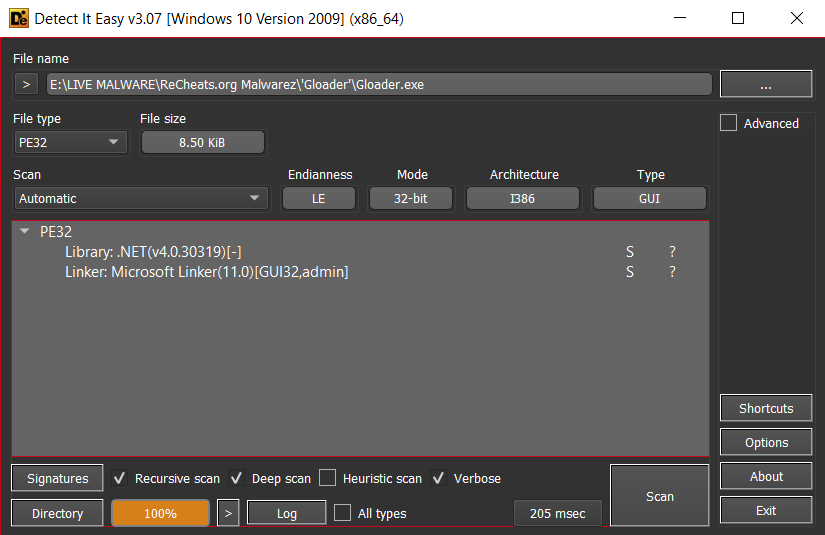 Detect It Easy v3.07 [Windows 10 Version 2009] (x86_64)
File name
> E:\LIVE MALWARE\ReCheats.org Malwarez\'Gloader'\Gloader.exe ...
File type File size Advanced
PE32 8.50 KiB
Scan Endianness Mode Architecture Type
Automatic LE 32-bit I386 GUI
PE32
Library: .NET(v4.0.30319)[-] S ?
Linker: Microsoft Linker(11.0)[GUI32,admin] S ?
Shortcuts
Options
Signatures Recursive scan Deep scan Heuristic scan Verbose Scan About
Directory 100% > Log All types 205 msec Exit